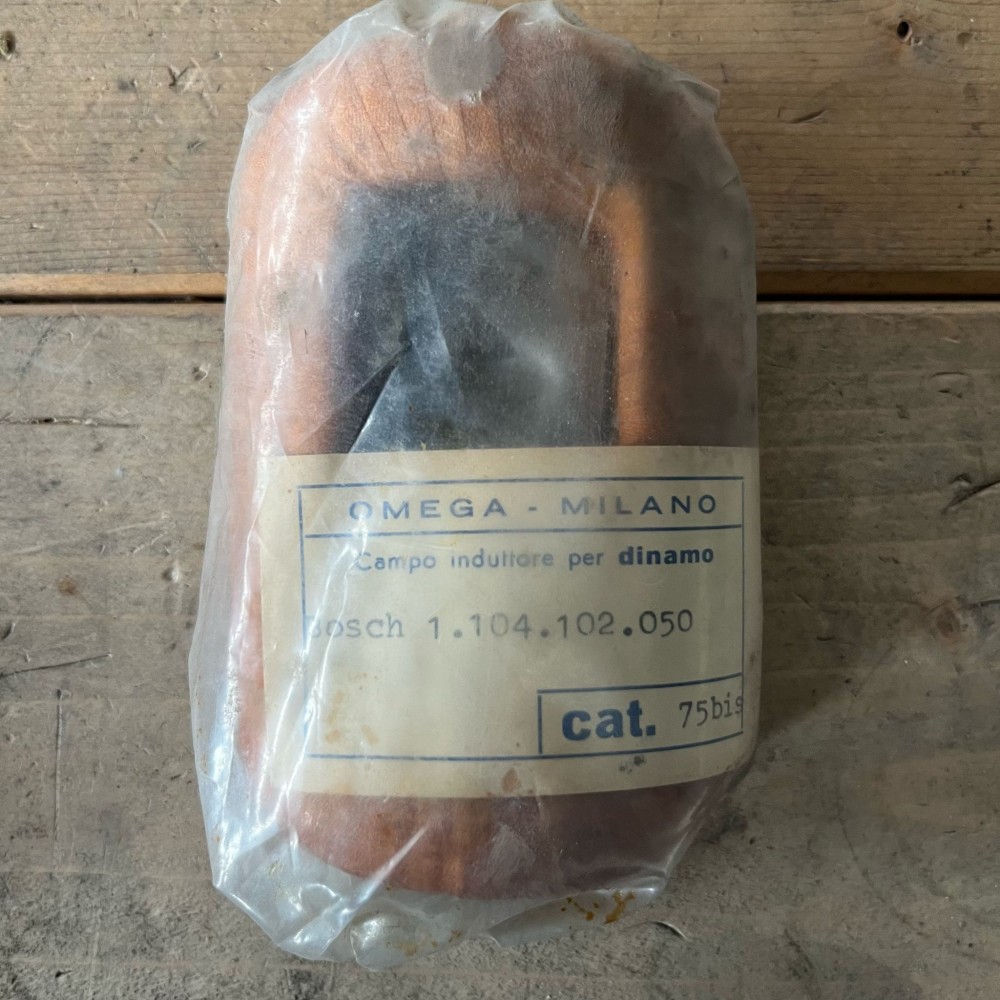 OMEGA - MILANO
Campo induttore per dinamo
Bosch 1.104.102.050
cat. 75bis